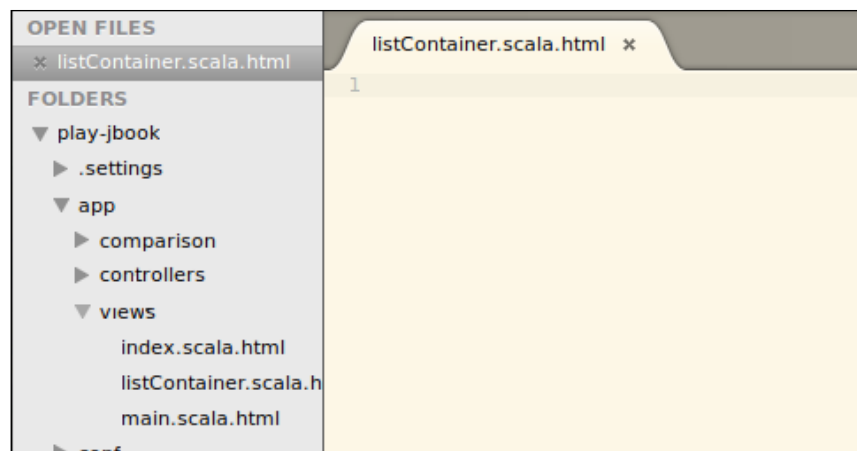 OPEN FILES
× listContainer.scala.html
FOLDERS
play-jbook
.settings
app
comparison
controllers
views
index.scala.html
listContainer.scala.h
main.scala.html
listContainer.scala.html ×
1